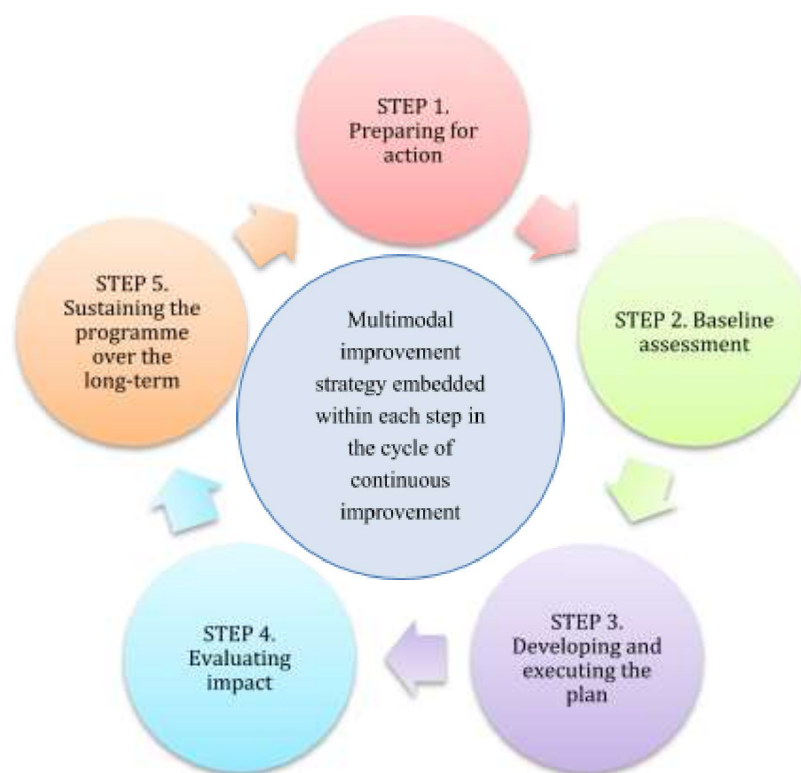 STEP 1.
Preparing for
action
STEP 2. Baseline
assessment
STEP 3.
Developing and
executing the
plan
STEP 4.
Evaluating
impact
STEP 5.
Sustaining the
programme
over the
long-term
Multimodal
improvement
strategy embedded
within each step in
the cycle of
continuous
improvement